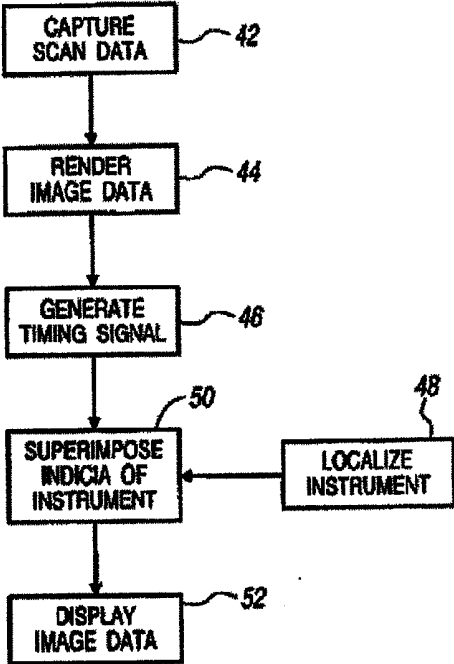 CAPTURE
SCAN DATA
42
RENDER
IMAGE DATA
44
GENERATE
TIMING SIGNAL
46
50
SUPERIMPOSE
INDICIA OF
INSTRUMENT
48
LOCALIZE
INSTRUMENT
DISPLAY
IMAGE DATA
52